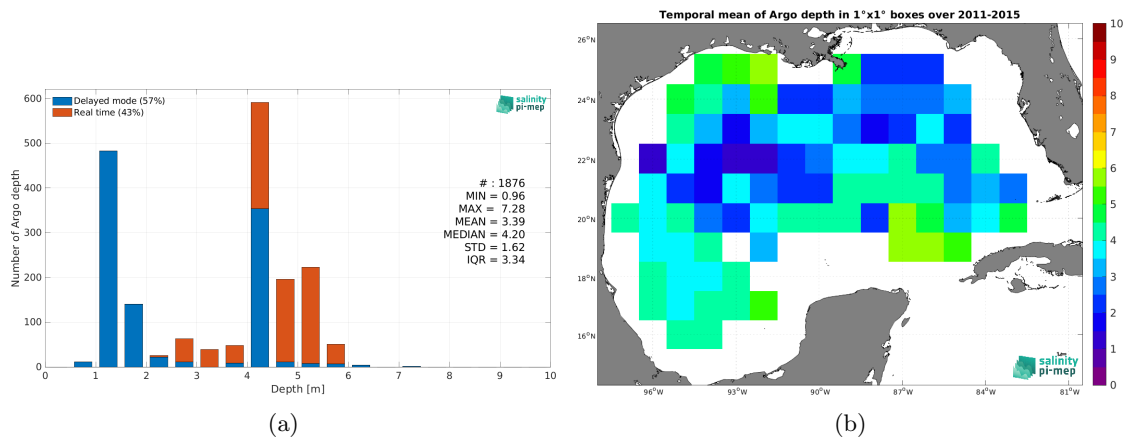 Temporal mean of Argo depth in 1°x1° boxes over 2011-2015
Delayed mode (57%)
Real time (43%)
salinity
pi-mep
# : 1876
MIN = 0.96
MAX = 7.28
MEAN = 3.39
MEDIAN = 4.20
STD = 1.62
IQR = 3.34
Number of Argo depth
600
500
400
300
200
100
0
1
2
3
4
5
6
7
8
9
10
Depth [m]
(a)
26°N
24°N
22°N
20°N
18°N
16°N
96°W
93°W
90°W
87°W
84°W
81°W
10
9
8
7
6
5
4
3
2
1
0
salinity
pi-mep
(b)